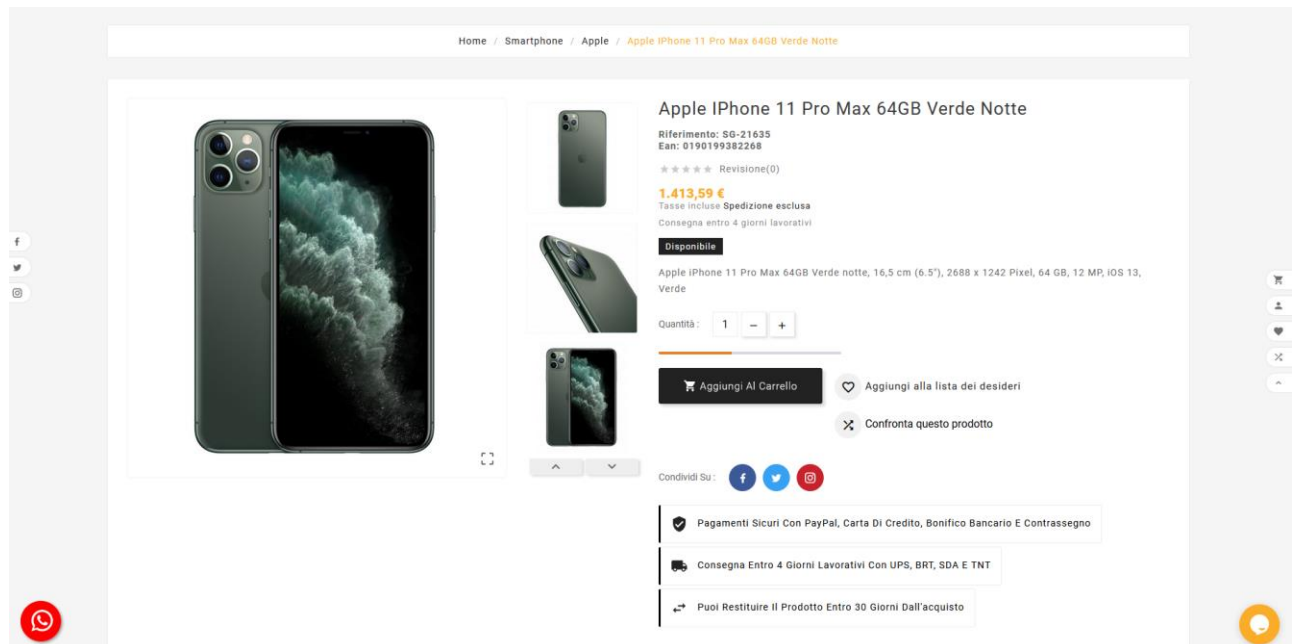 Home / Smartphone / Apple / Apple IPhone 11 Pro Max 64GB Verde Notte
Apple IPhone 11 Pro Max 64GB Verde Notte
Riferimento: SG-21635
Ean: 0190199382268
Revisione(0)
1.413,59 €
Tasse incluse Spedizione esclusa
Consegna entro 4 giorni lavorativi
Disponibile
Apple iPhone 11 Pro Max 64GB Verde notte, 16,5 cm (6.5"), 2688 x 1242 Pixel, 64 GB, 12 MP, iOS 13,
Verde
Quantità : 1 – +
Aggiungi Al Carrello
Aggiungi alla lista dei desideri
Confronta questo prodotto
Condividi Su :
Pagamenti Sicuri Con PayPal, Carta Di Credito, Bonifico Bancario E Contrassegno
Consegna Entro 4 Giorni Lavorativi Con UPS, BRT, SDA E TNT
Puoi Restituire Il Prodotto Entro 30 Giorni Dall'acquisto